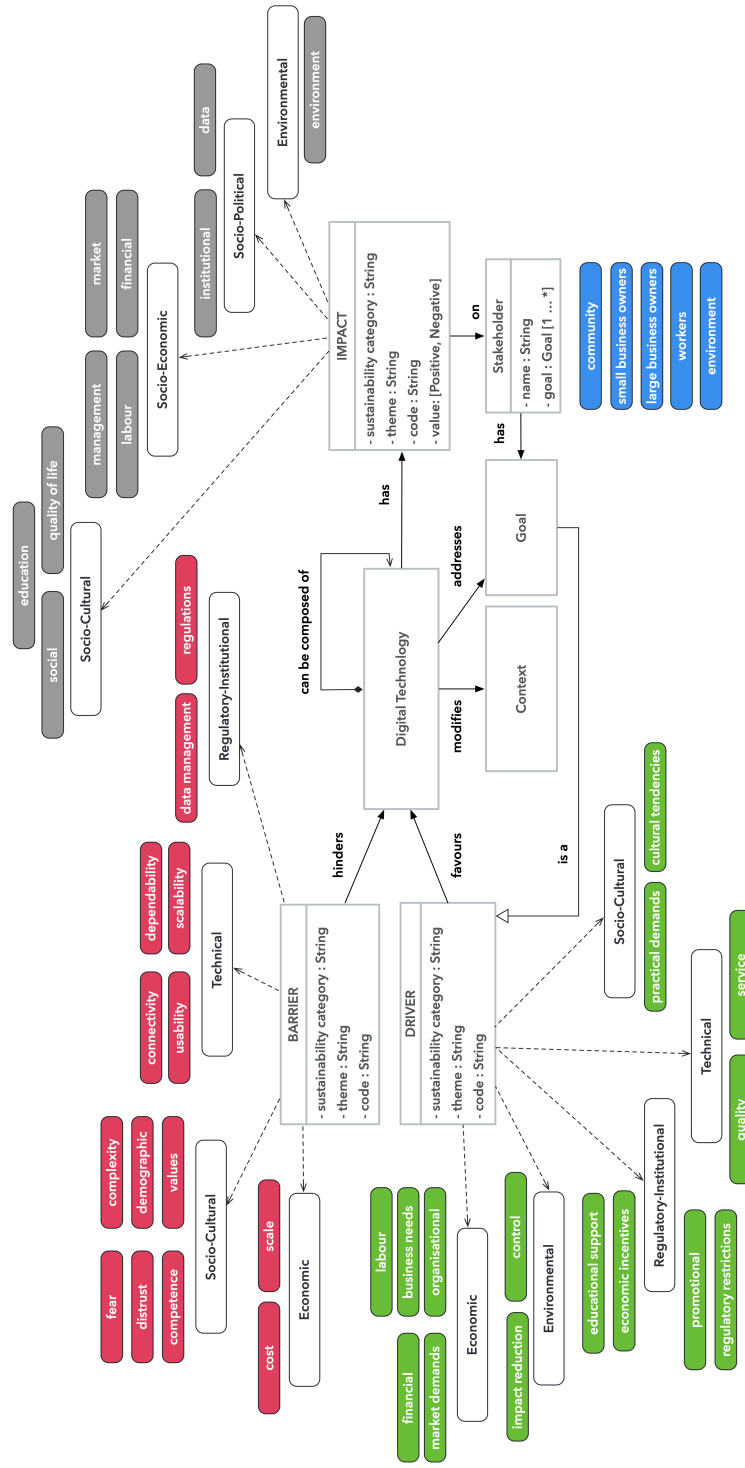 fear
complexity
distrust
demographic
competence
values
Socio-Cultural
connectivity
dependability
usability
scalability
Technical
data management
regulations
Regulatory-Institutional
cost
scale
Economic
education
social
quality of life
Socio-Cultural
management
market
labour
financial
Socio-Economic
institutional
data
Socio-Political
Environmental
environment
BARRIER
- sustainability category : String
- theme : String
- code : String
hinders
can be composed of
Digital Technology
has
IMPACT
- sustainability category : String
- theme : String
- code : String
- value: [Positive, Negative]
on
DRIVER
- sustainability category : String
- theme : String
- code : String
favours
modifies
addresses
has
Context
Goal
Stakeholder
- name : String
- goal : Goal [1 ... *]
is a
community
small business owners
large business owners
workers
environment
financial
labour
business needs
market demands
organisational
Economic
impact reduction
control
Environmental
educational support
economic incentives
Regulatory-Institutional
promotional
regulatory restrictions
Socio-Cultural
practical demands
cultural tendencies
Technical
quality
service